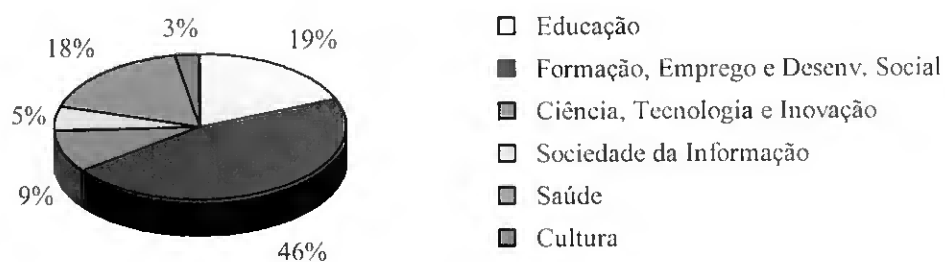 3%
19%
18%
5%
9%
46%
Educação
Formação, Emprego e Desenv. Social
Ciência, Tecnologia e Inovação
Sociedade da Informação
Saúde
Cultura